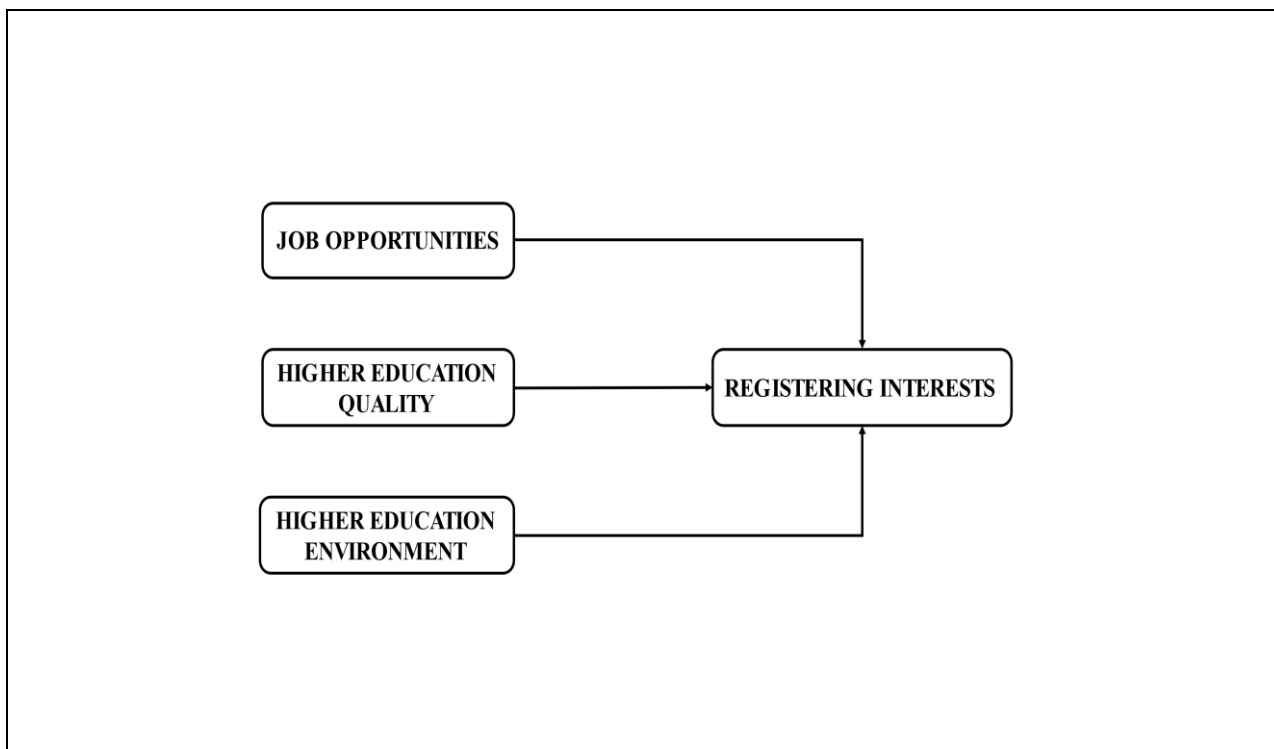 JOB OPPORTUNITIES
HIGHER EDUCATION
QUALITY
REGISTERING INTERESTS
HIGHER EDUCATION
ENVIRONMENT